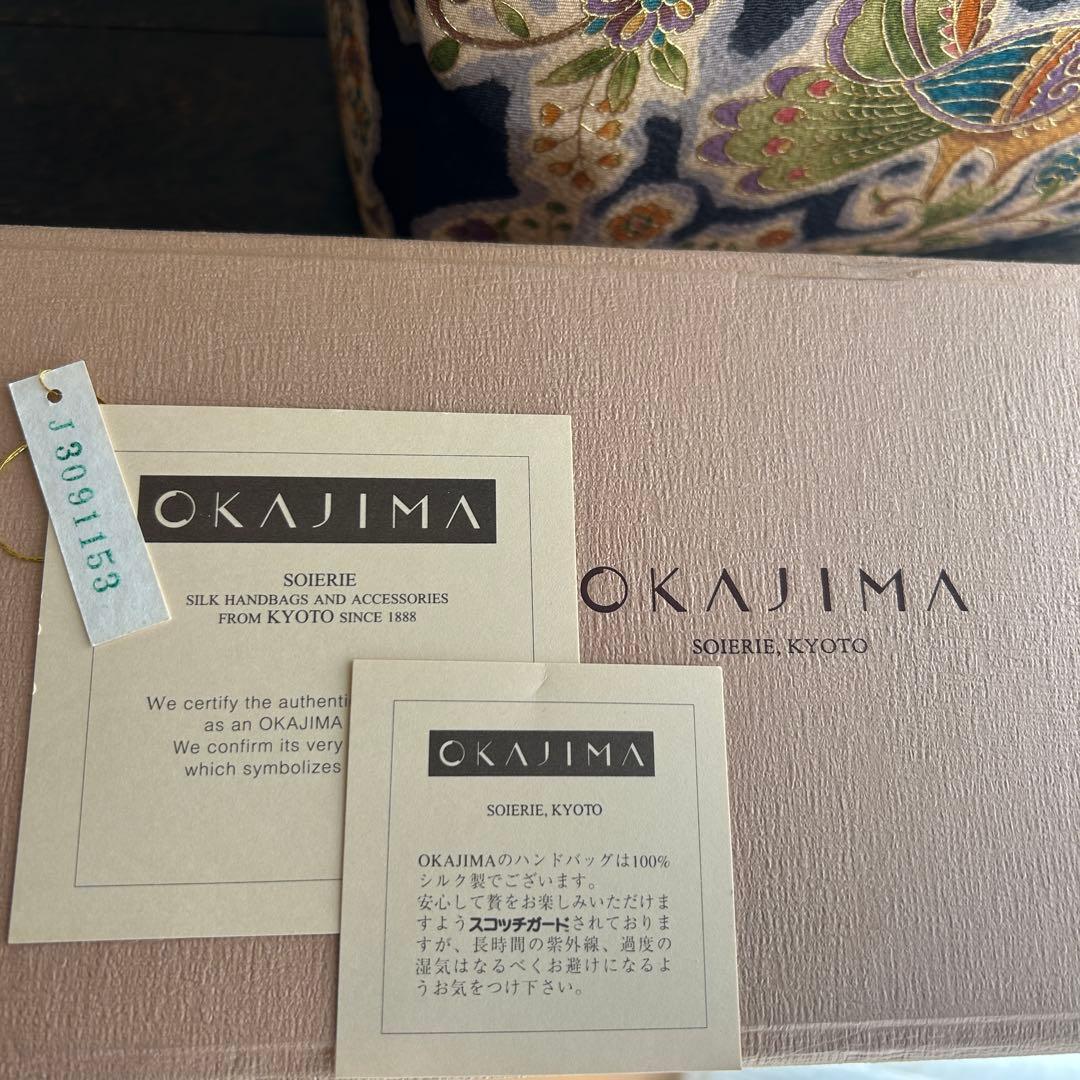 J3091153
OKAJIMA
SOIERIE
SILK HANDBAGS AND ACCESSORIES
FROM KYOTO SINCE 1888
We certify the authenti
as an OKAJIMA
We confirm its very
which symbolizes
OKAJIMA
SOIERIE, KYOTO
OKAJIMA
SOIERIE, KYOTO
OKAJIMAのハンドバッグは100%
シルク製でございます。
安心して贅をお楽しみいただけま
すようスコッチガードされておりま
すが、長時間の紫外線、過度の
湿気はなるべくお避けになるよ
うお気をつけ下さい。